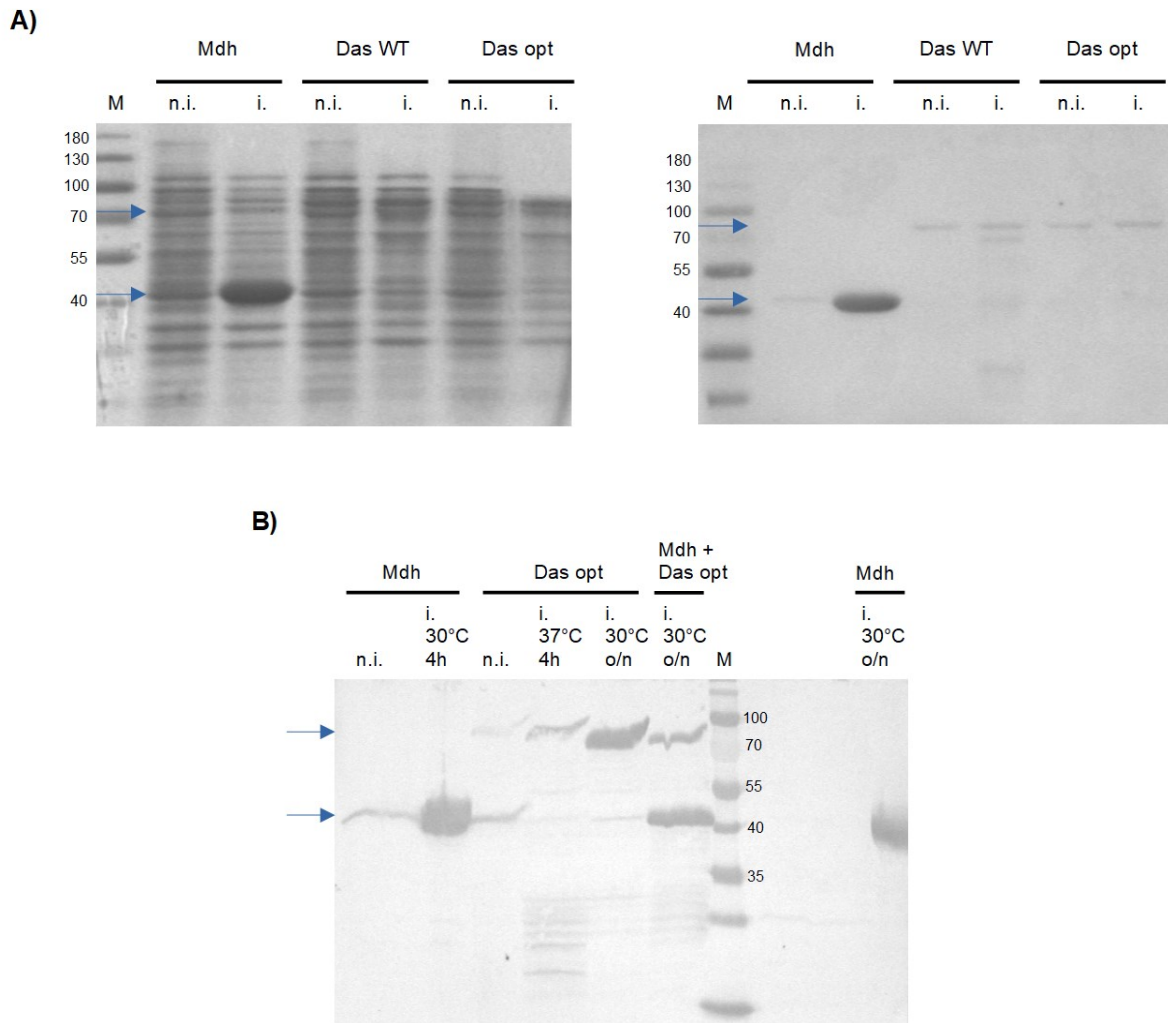 A)
Mdh Das WT Das opt
M n.i. i. n.i. i. n.i. i.
180
130
100
70
55
40
Mdh Das WT Das opt
M n.i. i. n.i. i. n.i. i.
180
130
100
70
55
40
B)
Mdh Das opt Mdh + Das opt Mdh
n.i.
i. 30°C 4h
n.i.
i. 37°C 4h
i. 30°C o/n
i. 30°C o/n
M
i. 30°C o/n
100
70
55
40
35